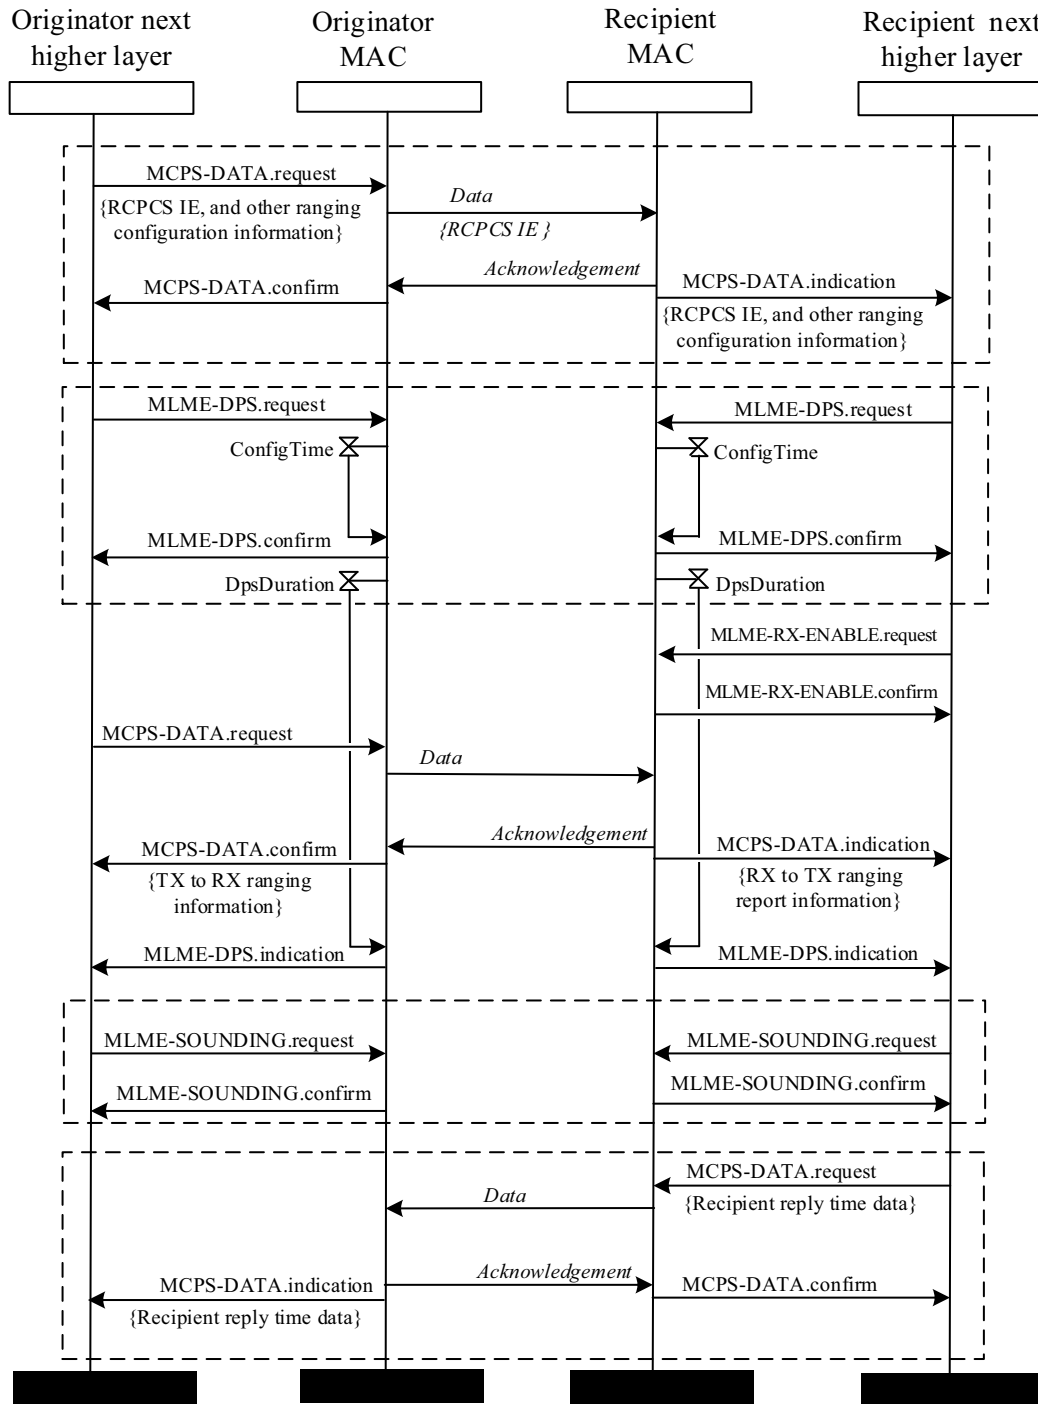 Originator next
higher layer
Originator
MAC
Recipient
MAC
Recipient next
higher layer
MCPS-DATA.request
{RCPCS IE, and other ranging
configuration information}
Data
{RCPCS IE }
Acknowledgement
MCPS-DATA.confirm
MCPS-DATA.indication
{RCPCS IE, and other ranging
configuration information}
MLME-DPS.request
MLME-DPS.request
ConfigTime
ConfigTime
MLME-DPS.confirm
MLME-DPS.confirm
DpsDuration
DpsDuration
MLME-RX-ENABLE.request
MLME-RX-ENABLE.confirm
MCPS-DATA.request
Data
Acknowledgement
MCPS-DATA.confirm
{TX to RX ranging
information}
MCPS-DATA.indication
{RX to TX ranging
report information}
MLME-DPS.indication
MLME-DPS.indication
MLME-SOUNDING.request
MLME-SOUNDING.request
MLME-SOUNDING.confirm
MLME-SOUNDING.confirm
MCPS-DATA.request
{Recipient reply time data}
Data
Acknowledgement
MCPS-DATA.indication
{Recipient reply time data}
MCPS-DATA.confirm